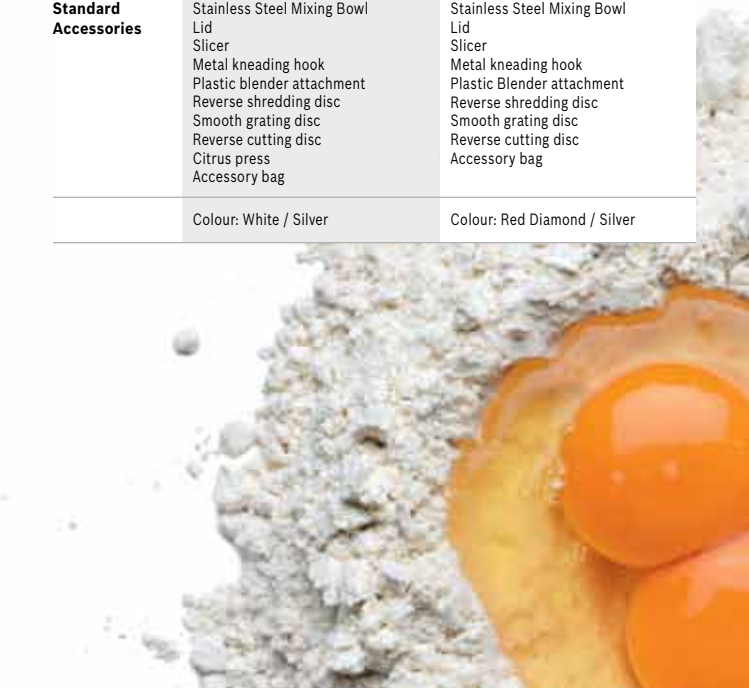 Standard
Accessories
Stainless Steel Mixing Bowl
Lid
Slicer
Metal kneading hook
Plastic blender attachment
Reverse shredding disc
Smooth grating disc
Reverse cutting disc
Citrus press
Accessory bag
Stainless Steel Mixing Bowl
Lid
Slicer
Metal kneading hook
Plastic Blender attachment
Reverse shredding disc
Smooth grating disc
Reverse cutting disc
Accessory bag
Colour: White / Silver
Colour: Red Diamond / Silver